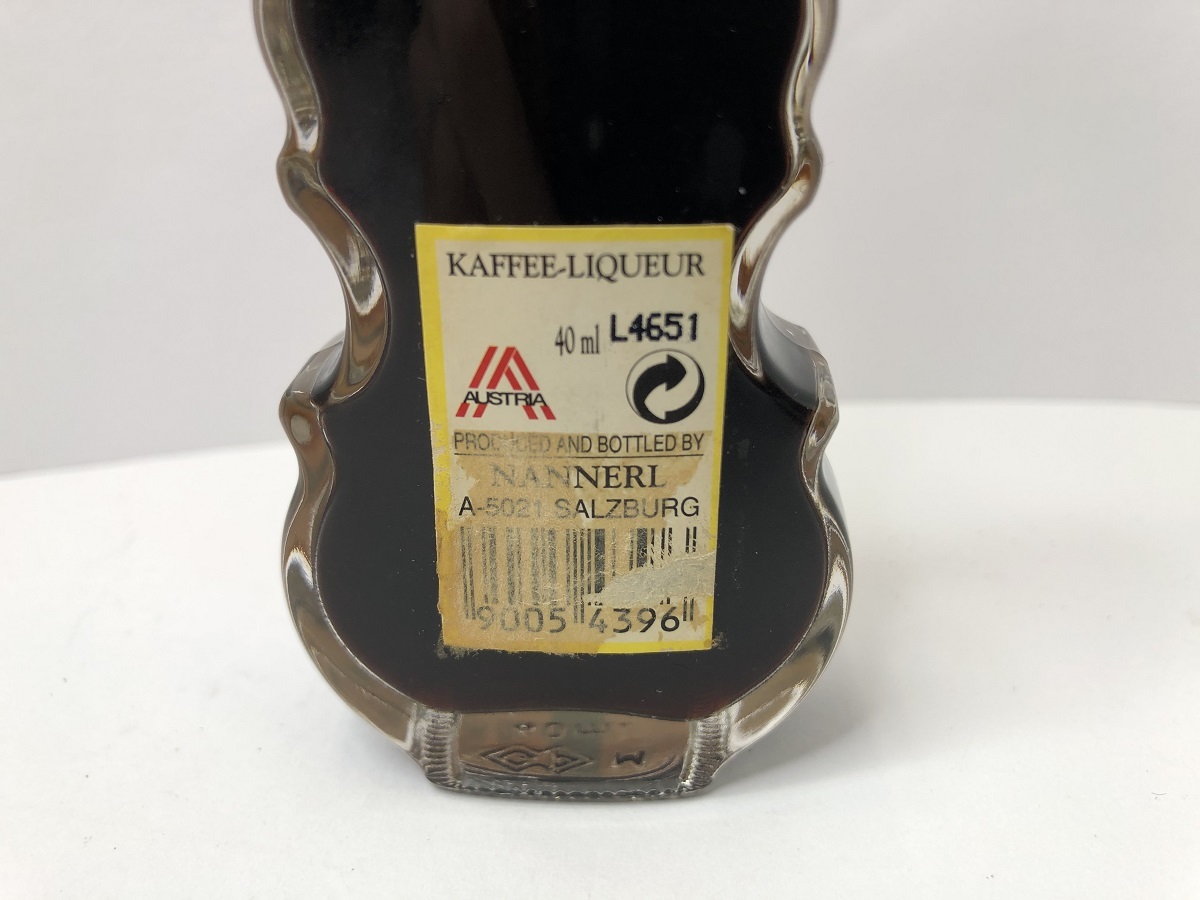 KAFFEE-LIQUEUR
40 ml L4651
AUSTRIA
PRODUCED AND BOTTLED BY
NANNERL
A-5021 SALZBURG
9005 4396